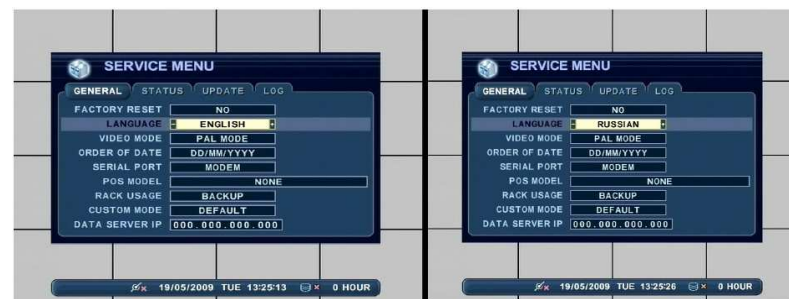 SERVICE MENU
GENERAL STATUS UPDATE LOG
FACTORY RESET NO
LANGUAGE - ENGLISH +
VIDEO MODE PAL MODE
ORDER OF DATE DD/MM/YYYY
SERIAL PORT MODEM
POS MODEL NONE
RACK USAGE BACKUP
CUSTOM MODE DEFAULT
DATA SERVER IP 000.000.000.000
19/05/2009 TUE 13:25:13 0 HOUR
SERVICE MENU
GENERAL STATUS UPDATE LOG
FACTORY RESET NO
LANGUAGE - RUSSIAN +
VIDEO MODE PAL MODE
ORDER OF DATE DD/MM/YYYY
SERIAL PORT MODEM
POS MODEL NONE
RACK USAGE BACKUP
CUSTOM MODE DEFAULT
DATA SERVER IP 000.000.000.000
19/05/2009 TUE 13:25:26 0 HOUR